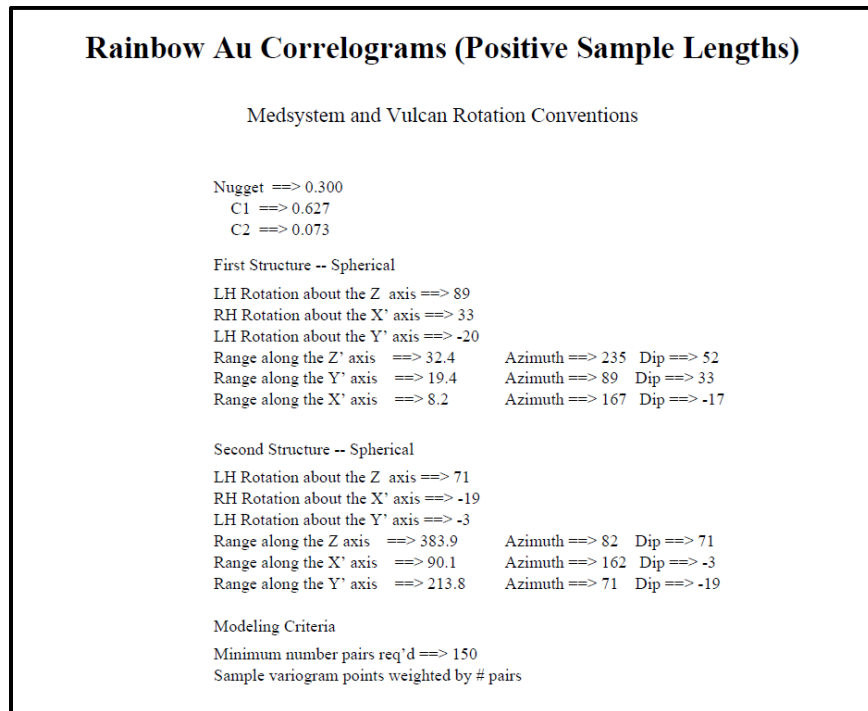 Rainbow Au Correlograms (Positive Sample Lengths)
Medsystem and Vulcan Rotation Conventions
Nugget ==> 0.300
C1 ==> 0.627
C2 ==> 0.073
First Structure -- Spherical
LH Rotation about the Z axis ==> 89
RH Rotation about the X' axis ==> 33
LH Rotation about the Y' axis ==> -20
Range along the Z' axis ==> 32.4 Azimuth ==> 235 Dip ==> 52
Range along the Y' axis ==> 19.4 Azimuth ==> 89 Dip ==> 33
Range along the X' axis ==> 8.2 Azimuth ==> 167 Dip ==> -17
Second Structure -- Spherical
LH Rotation about the Z axis ==> 71
RH Rotation about the X' axis ==> -19
LH Rotation about the Y' axis ==> -3
Range along the Z axis ==> 383.9 Azimuth ==> 82 Dip ==> 71
Range along the X' axis ==> 90.1 Azimuth ==> 162 Dip ==> -3
Range along the Y' axis ==> 213.8 Azimuth ==> 71 Dip ==> -19
Modeling Criteria
Minimum number pairs req'd ==> 150
Sample variogram points weighted by # pairs